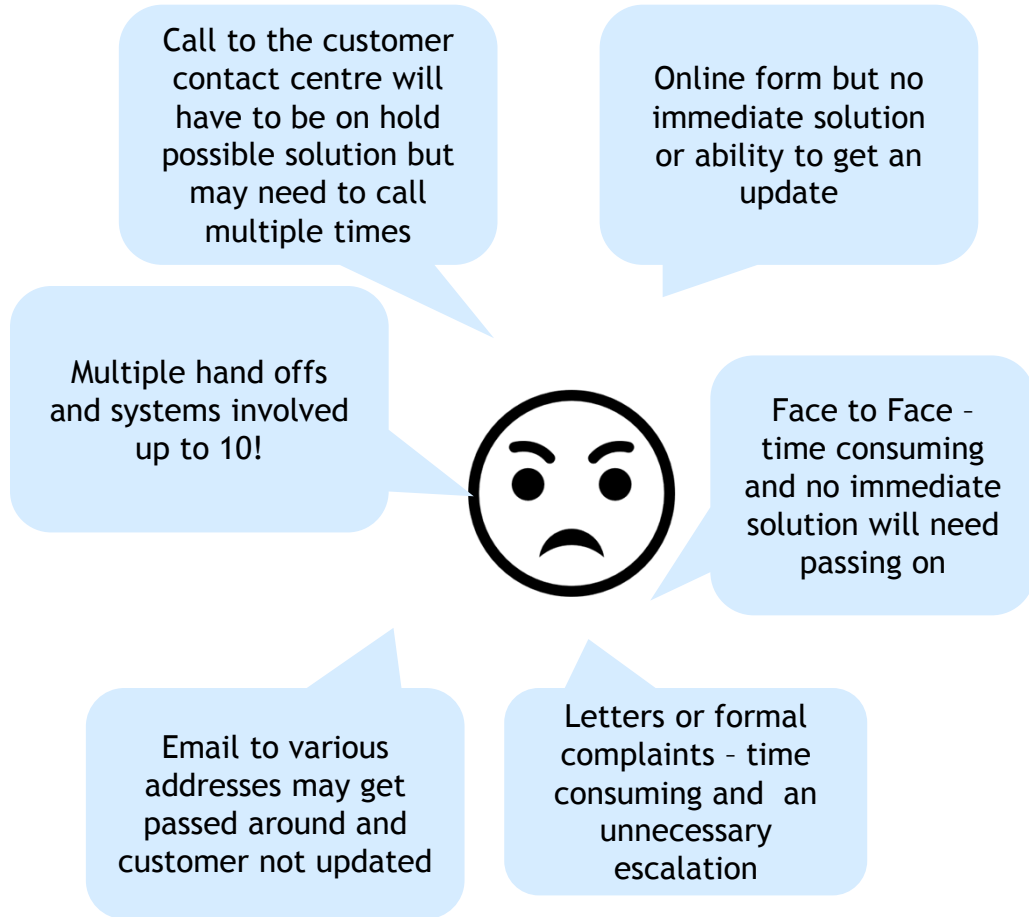 Call to the customer
contact centre will
have to be on hold
possible solution but
may need to call
multiple times
Online form but no
immediate solution
or ability to get an
update
Multiple hand offs
and systems involved
up to 10!
Face to Face –
time consuming
and no immediate
solution will need
passing on
Email to various
addresses may get
passed around and
customer not updated
Letters or formal
complaints – time
consuming and  an
unnecessary
escalation